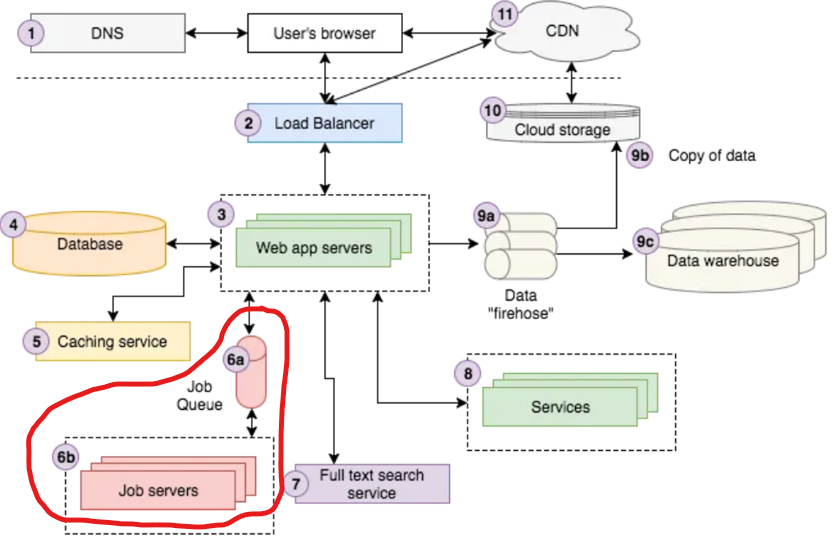 1
DNS
User's browser
11
CDN
2
Load Balancer
10
Cloud storage
9b
Copy of data
3
Web app servers
4
Database
9a
Data
"firehose"
9c
Data warehouse
5
Caching service
6a
Job
Queue
6b
Job servers
7
Full text search
service
8
Services